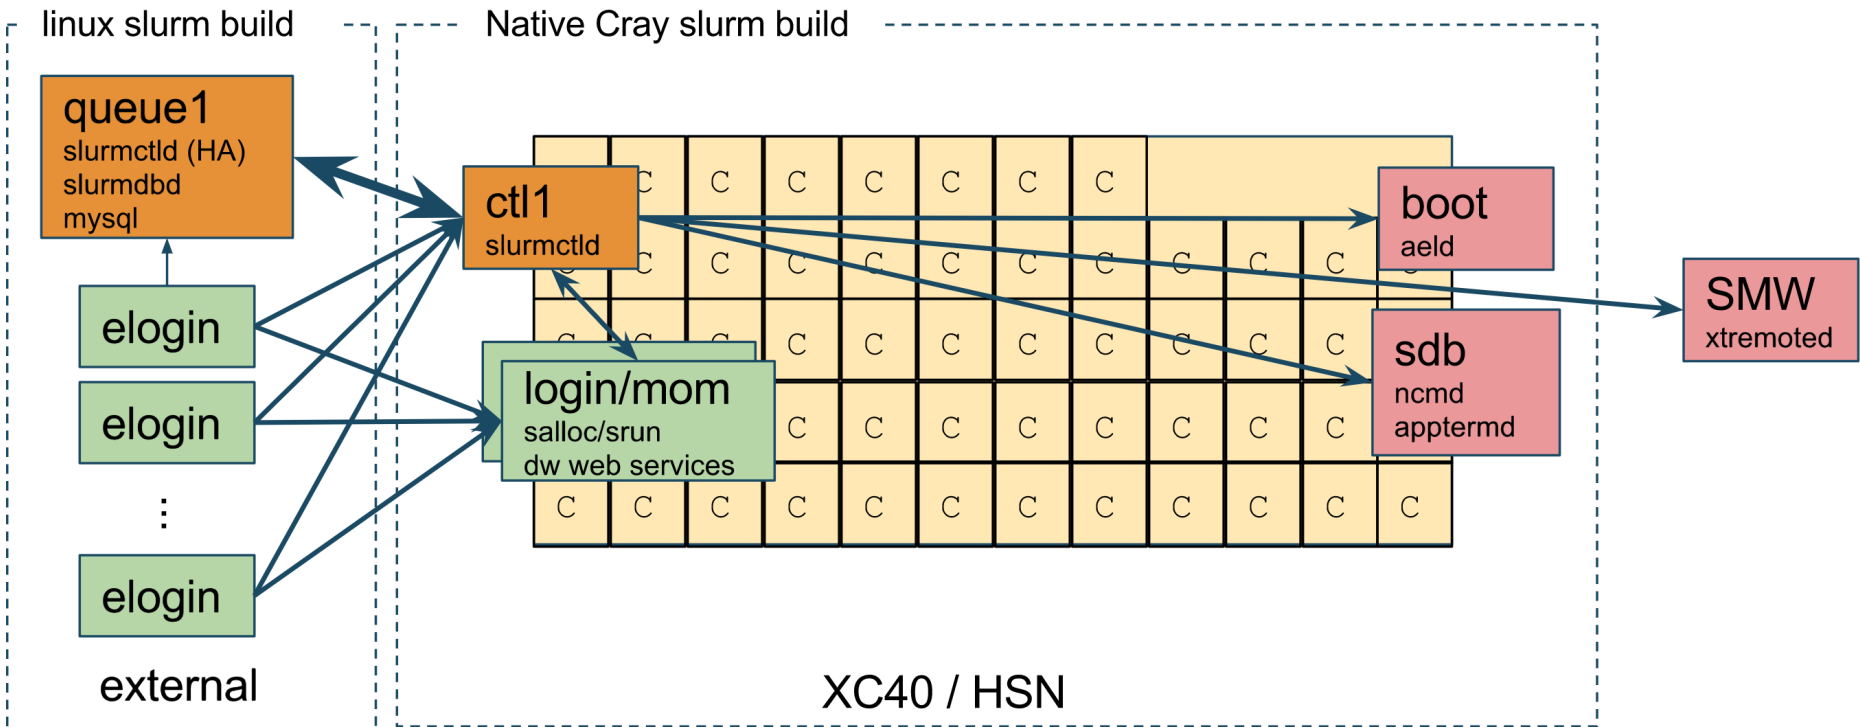 linux slurm build
Native Cray slurm build
queue1
slurmctld (HA)
slurmdbd
mysql
elogin
elogin
⋮
elogin
external
ctl1
slurmctld
login/mom
salloc/srun
dw web services
C C C C C C C
C C C C C C C C C C C
C C C C C C C C C C C
C C C C C C C C
C C C C C C C C C C C C
boot
aeld
sdb
ncmd
apptermd
SMW
xtremoted
XC40 / HSN